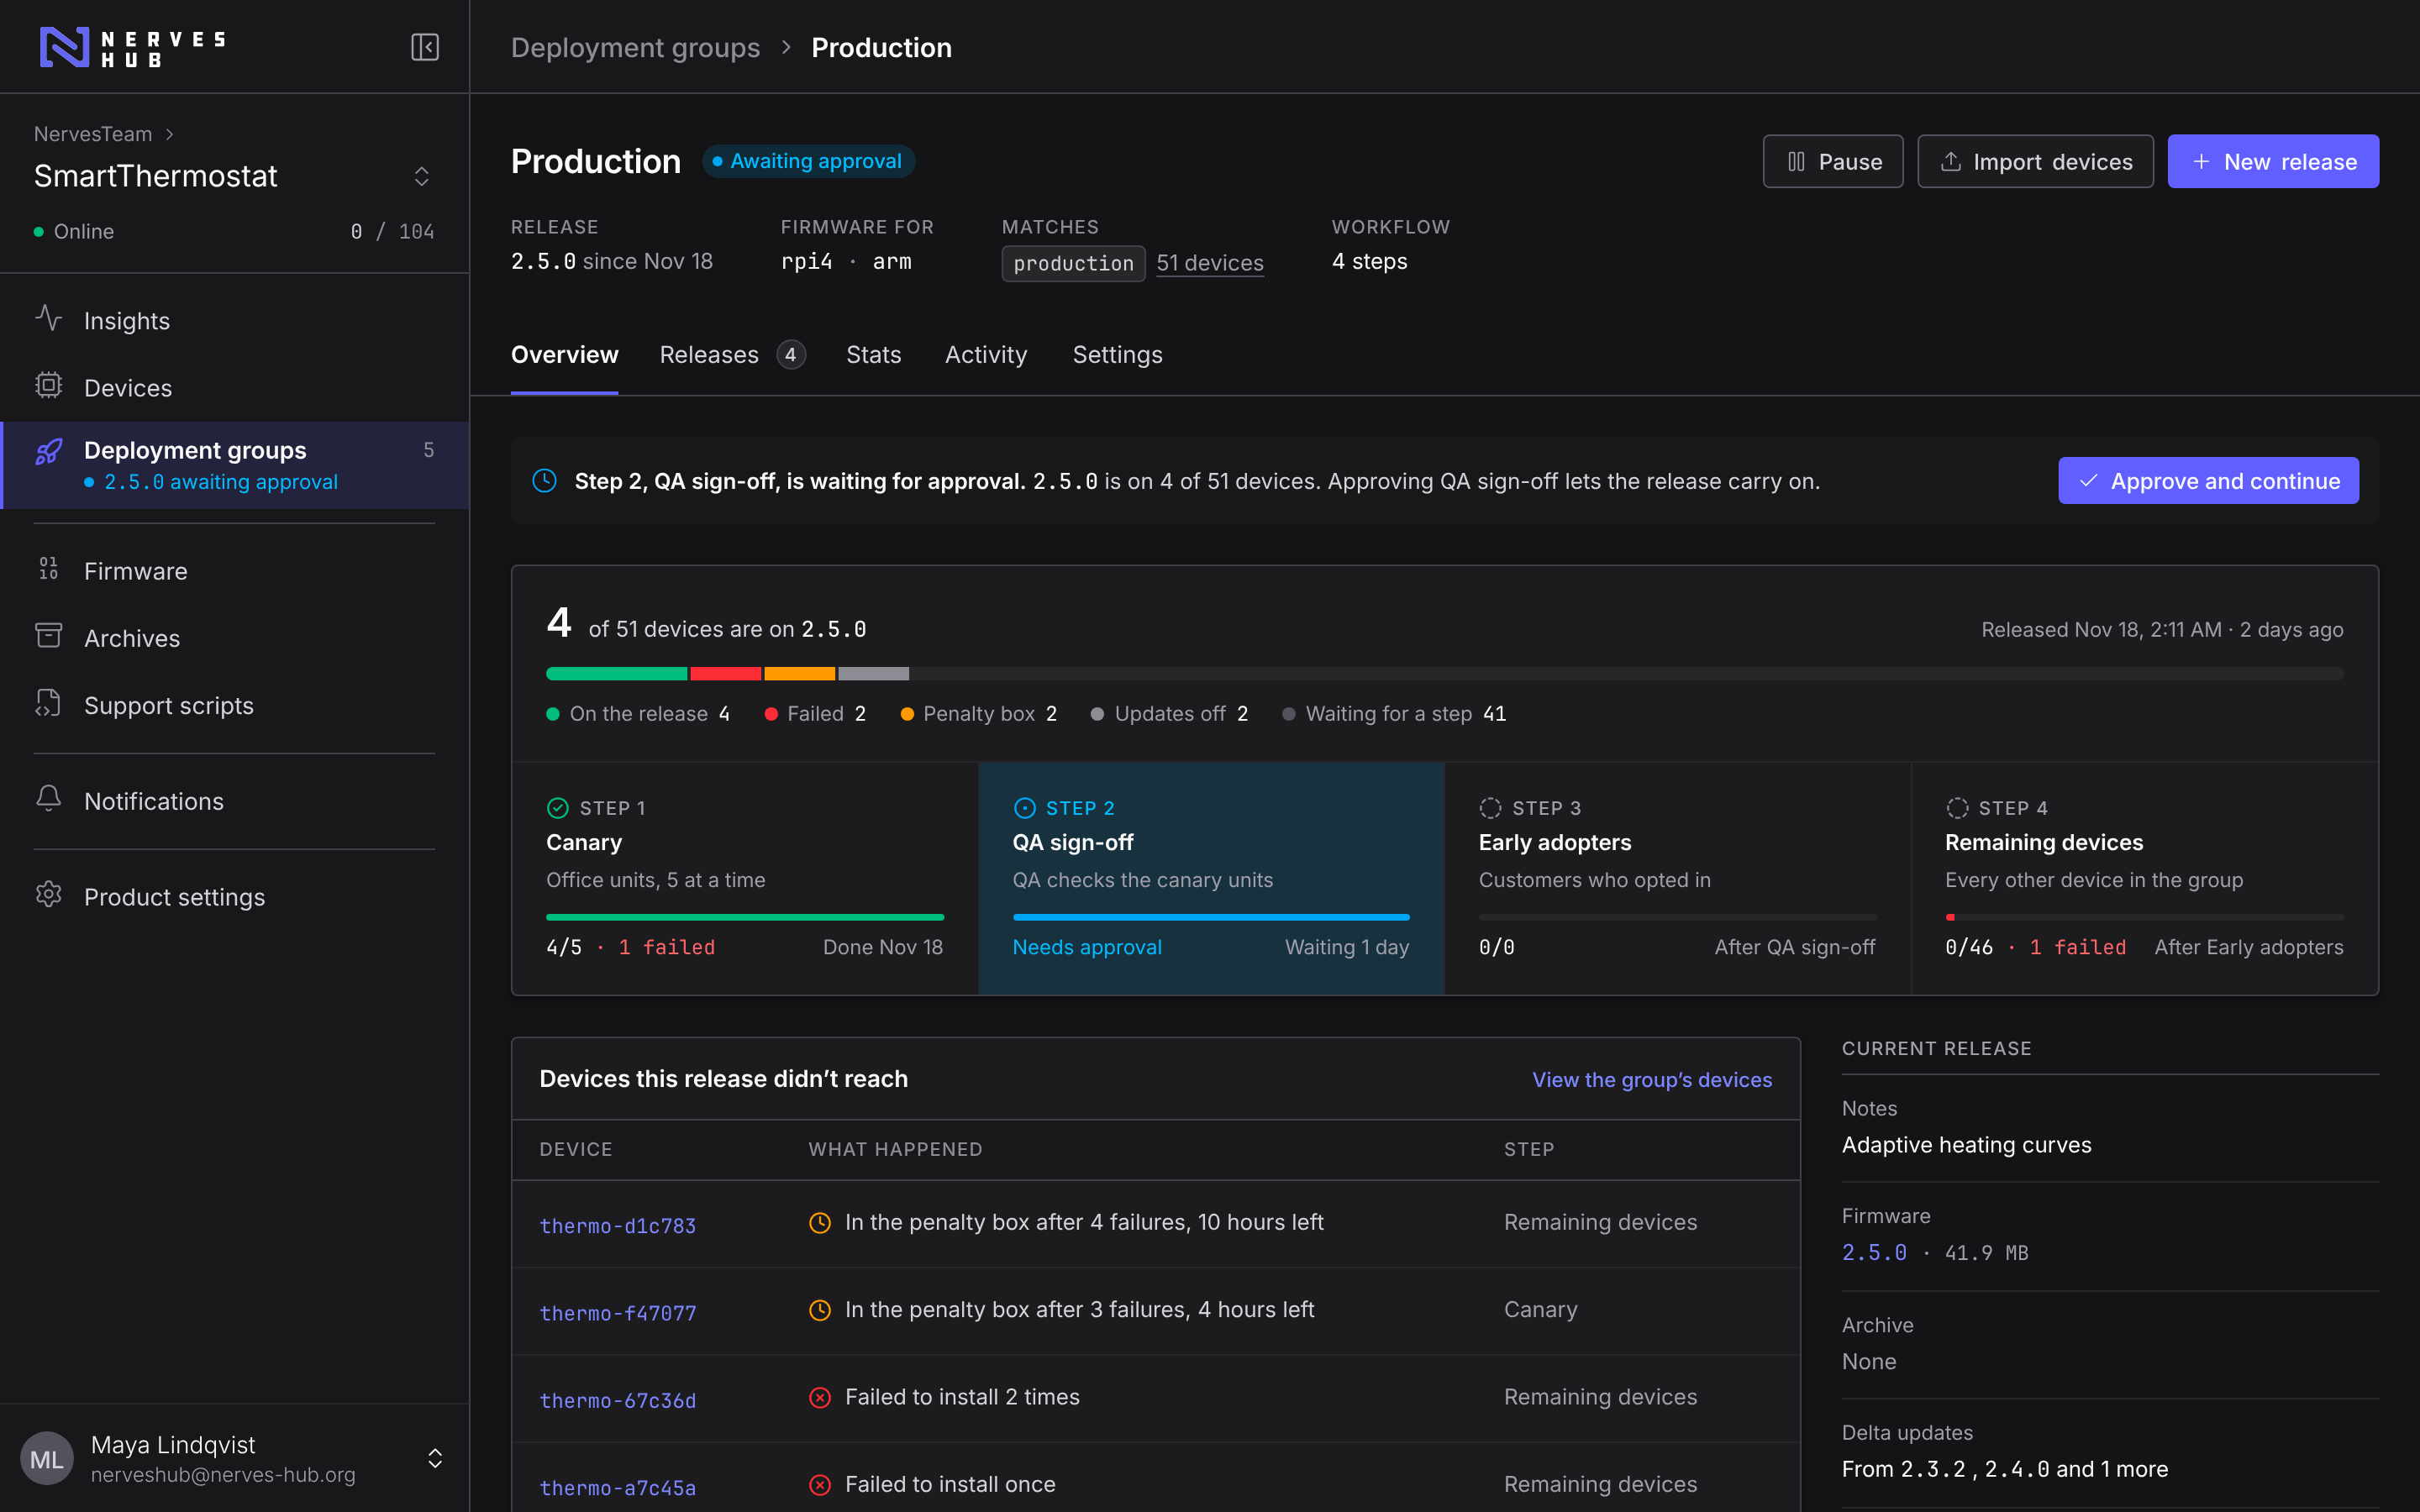 NERVES
HUB
Deployment groups > Production
NervesTeam >
SmartThermostat
Online 0 / 104
Insights
Devices
Deployment groups 5
2.5.0 awaiting approval
Firmware
Archives
Support scripts
Notifications
Product settings
ML
Maya Lindqvist
nerveshub@nerves-hub.org
Production
Awaiting approval
Pause
Import devices
New release
RELEASE
2.5.0 since Nov 18
FIRMWARE FOR
rpi4 · arm
MATCHES
production 51 devices
WORKFLOW
4 steps
Overview
Releases 4
Stats
Activity
Settings
Step 2, QA sign-off, is waiting for approval. 2.5.0 is on 4 of 51 devices. Approving QA sign-off lets the release carry on.
Approve and continue
4 of 51 devices are on 2.5.0
Released Nov 18, 2:11 AM · 2 days ago
On the release 4
Failed 2
Penalty box 2
Updates off 2
Waiting for a step 41
STEP 1
Canary
Office units, 5 at a time
4/5 · 1 failed
Done Nov 18
STEP 2
QA sign-off
QA checks the canary units
Needs approval
Waiting 1 day
STEP 3
Early adopters
Customers who opted in
0/0
After QA sign-off
STEP 4
Remaining devices
Every other device in the group
0/46 · 1 failed
After Early adopters
Devices this release didn’t reach
View the group’s devices
DEVICE WHAT HAPPENED STEP
thermo-d1c783 In the penalty box after 4 failures, 10 hours left Remaining devices
thermo-f47077 In the penalty box after 3 failures, 4 hours left Canary
thermo-67c36d Failed to install 2 times Remaining devices
thermo-a7c45a Failed to install once Remaining devices
CURRENT RELEASE
Notes
Adaptive heating curves
Firmware
2.5.0 · 41.9 MB
Archive
None
Delta updates
From 2.3.2, 2.4.0 and 1 more